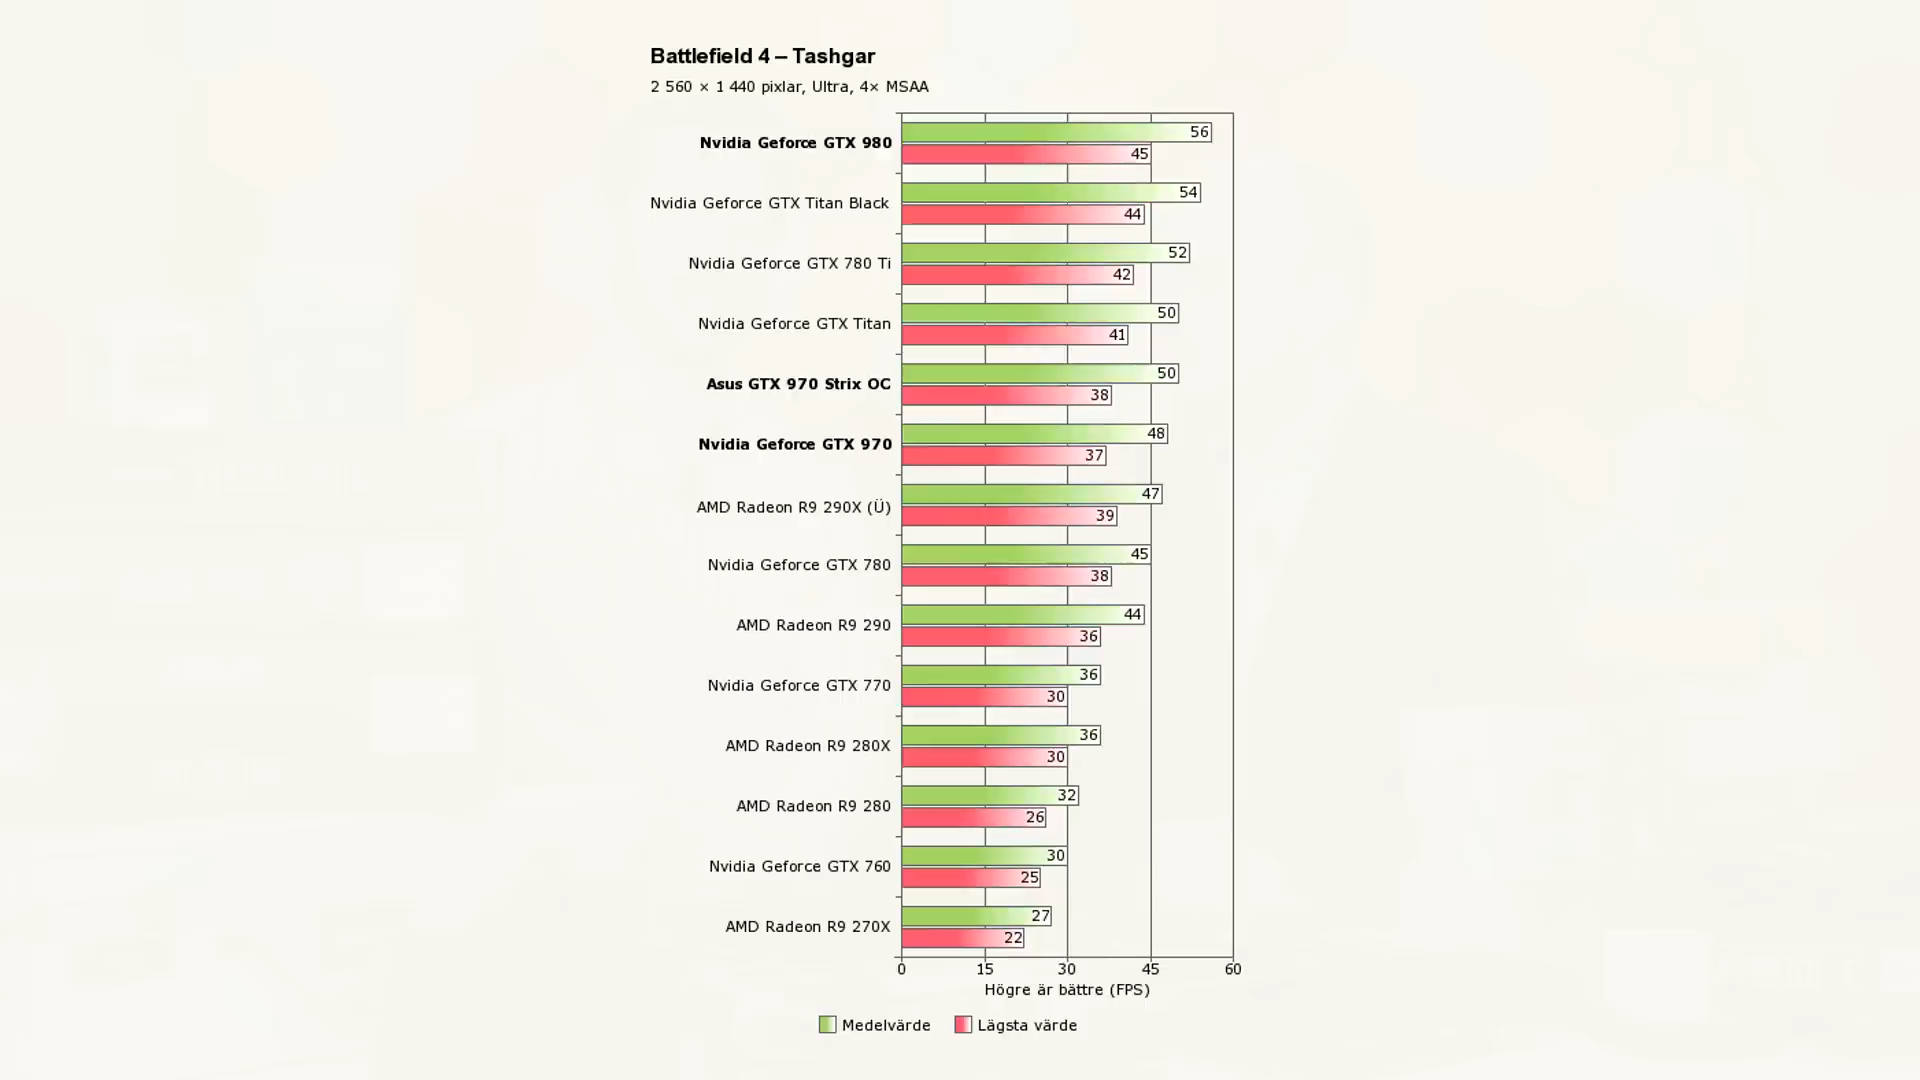 Battlefield 4 – Tashgar
2 560 × 1 440 pixlar, Ultra, 4× MSAA
Nvidia Geforce GTX 980
56
45
Nvidia Geforce GTX Titan Black
54
44
Nvidia Geforce GTX 780 Ti
52
42
Nvidia Geforce GTX Titan
50
41
Asus GTX 970 Strix OC
50
38
Nvidia Geforce GTX 970
48
37
AMD Radeon R9 290X (Ü)
47
39
Nvidia Geforce GTX 780
45
38
AMD Radeon R9 290
44
36
Nvidia Geforce GTX 770
36
30
AMD Radeon R9 280X
36
30
AMD Radeon R9 280
32
26
Nvidia Geforce GTX 760
30
25
AMD Radeon R9 270X
27
22
0 15 30 45 60
Högre är bättre (FPS)
Medelvärde Lägsta värde